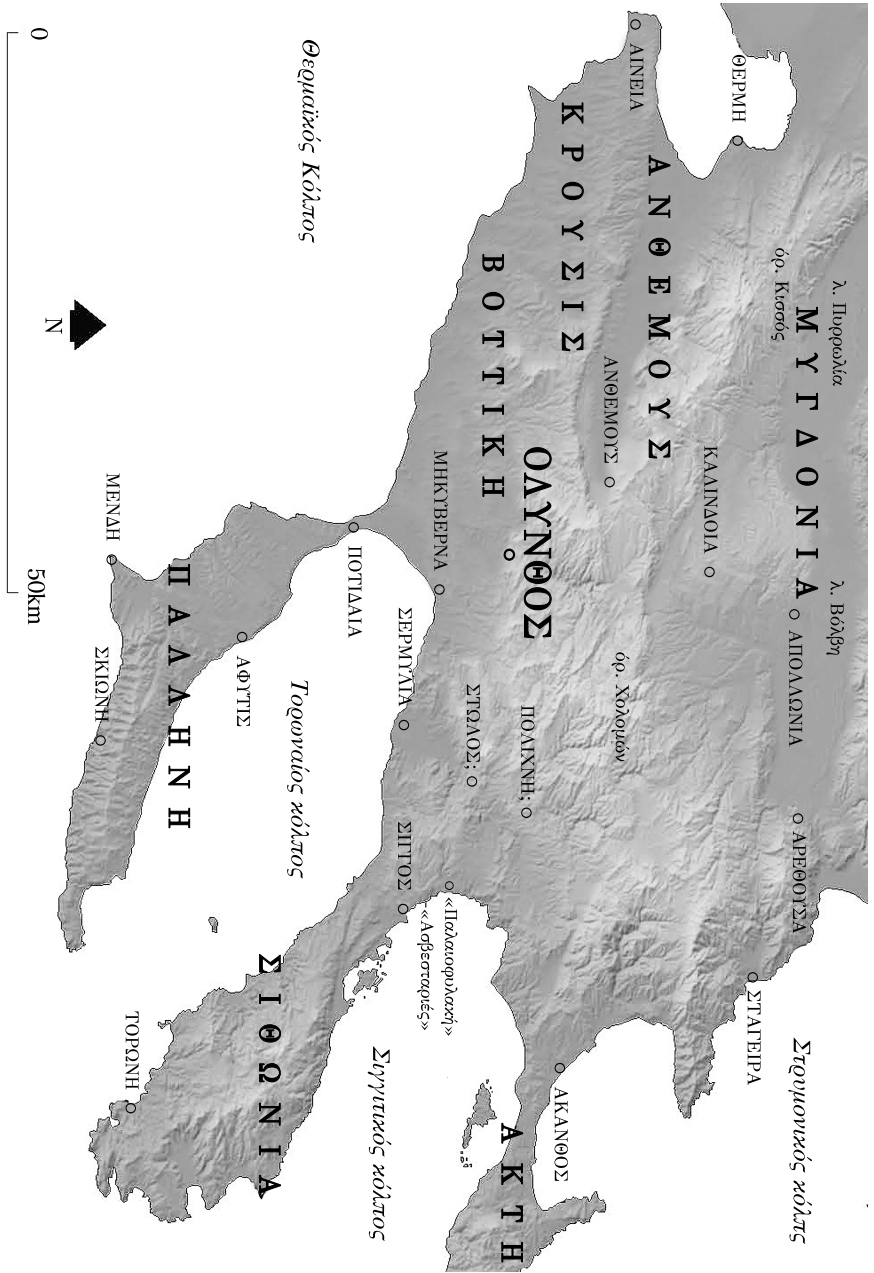 Θερμαϊκός Κόλπος
ΑΙΝΕΙΑ
ΘΕΡΜΗ
ΚΡΟΥΣΙΣ
ΑΝΘΕΜΟΥΣ
ΒΟΤΤΙΚΗ
όρ. Κισσός
λ. Πυρρωλία
ΜΥΓΔΟΝΙΑ
ΑΝΘΕΜΟΥΣ
ΚΑΛΙΝΔΟΙΑ
ΟΛΥΝΘΟΣ
ΜΗΚΥΒΕΡΝΑ
λ. Βόλβη
ΑΠΟΛΛΩΝΙΑ
όρ. Χολομών
ΠΟΛΙΧΝΗ;
ΣΤΩΛΟΣ;
ΣΕΡΜΥΛΙΑ
ΠΟΤΙΔΑΙΑ
ΜΕΝΔΗ
ΑΦΥΤΙΣ
ΣΚΙΩΝΗ
ΠΑΛΛΗΝΗ
Τορωναίος κόλπος
ΑΡΕΘΟΥΣΑ
ΣΙΓΓΟΣ
«Παλαιοφυλακή»
«Ασβεσταριές»
ΣΤΑΓΕΙΡΑ
Στρυμονικός κόλπς
ΑΚΑΝΘΟΣ
ΑΚΤΗ
Σιγγιτικός κόλπος
ΣΙΘΩΝΙΑ
ΤΟΡΩΝΗ
N
0
50km